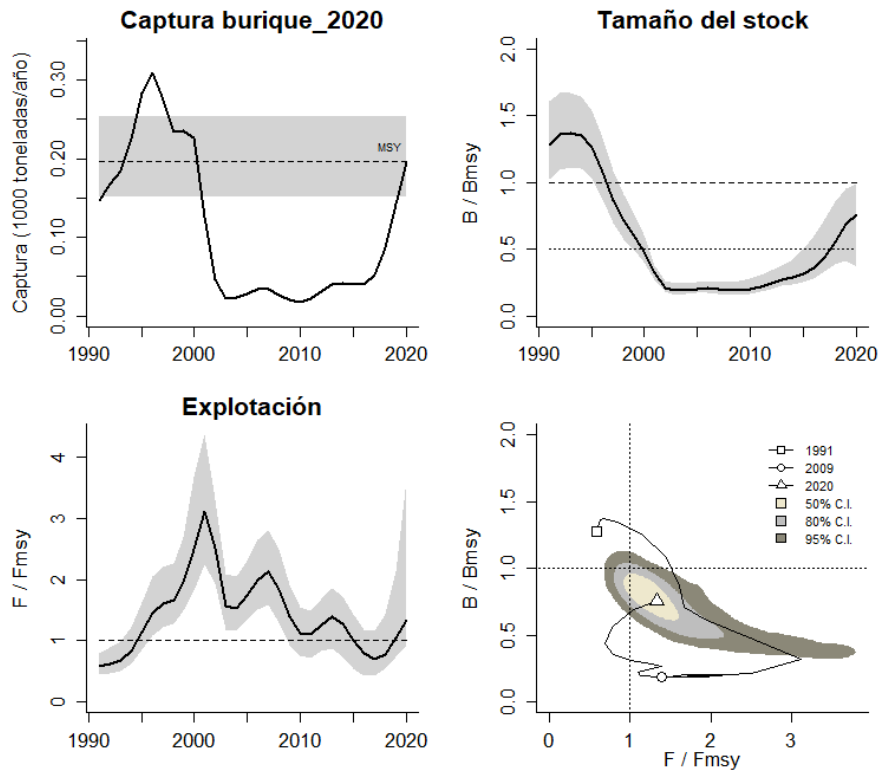 Captura burique_2020
Captura (1000 toneladas/año)
0.00 0.10 0.20 0.30
MSY
1990 2000 2010 2020
Tamaño del stock
B / Bmsy
0.0 0.5 1.0 1.5 2.0
1990 2000 2010 2020
Explotación
F / Fmsy
0 1 2 3 4
1990 2000 2010 2020
B / Bmsy
0.0 0.5 1.0 1.5 2.0
1991
2009
2020
50% C.I.
80% C.I.
95% C.I.
0 1 2 3
F / Fmsy